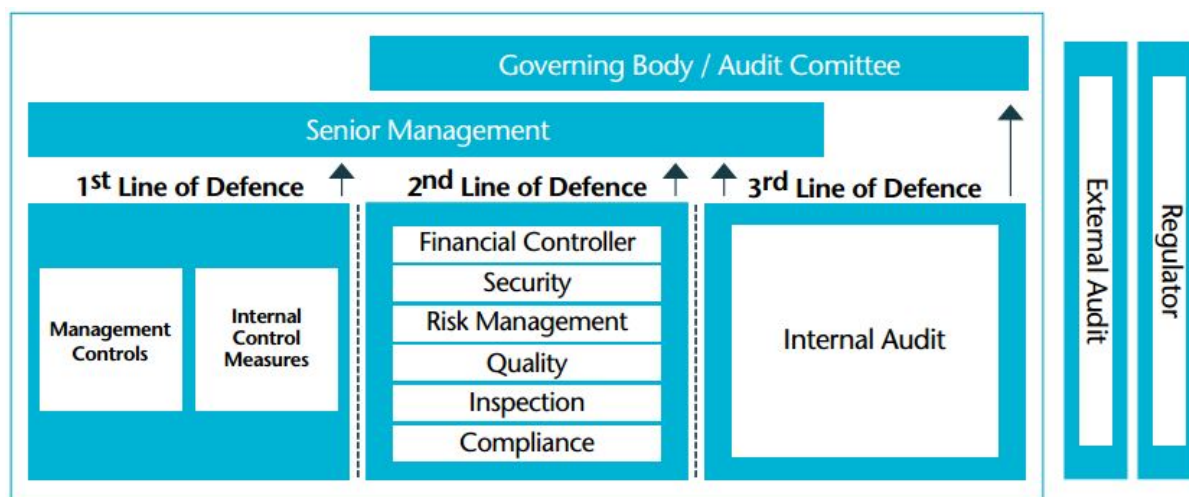 Governing Body / Audit Comittee
Senior Management
1st Line of Defence
2nd Line of Defence
3rd Line of Defence
Management
Controls
Internal
Control
Measures
Financial Controller
Security
Risk Management
Quality
Inspection
Compliance
Internal Audit
External Audit
Regulator